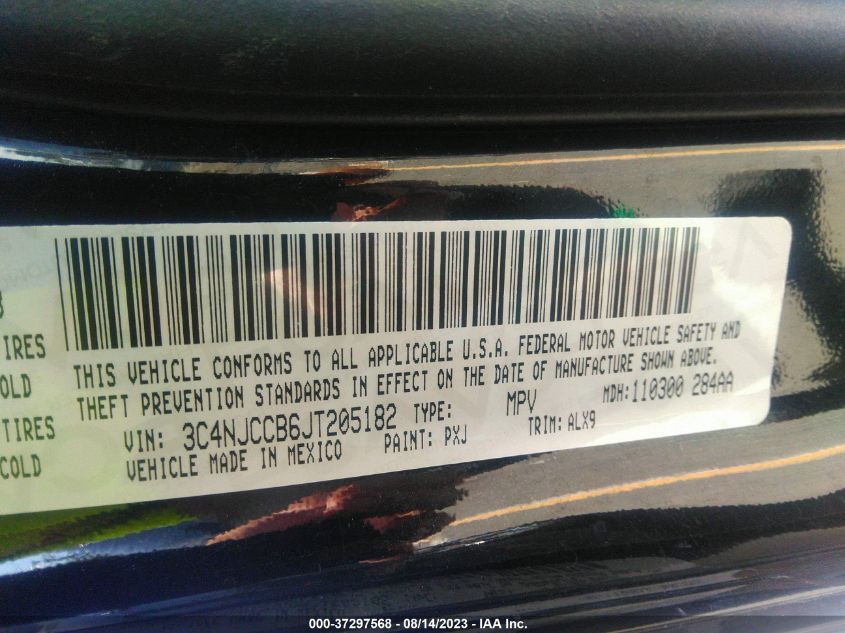 IRES
OLD
TIRES
COLD
THIS VEHICLE CONFORMS TO ALL APPLICABLE U.S.A. FEDERAL MOTOR VEHICLE SAFETY AND
THEFT PREVENTION STANDARDS IN EFFECT ON THE DATE OF MANUFACTURE SHOWN ABOVE.
VIN: 3C4NJCCB6JT205182 TYPE: MPV MDH:110300 284AA
VEHICLE MADE IN MEXICO PAINT: PXJ TRIM: ALX9
000-37297568 — 08/14/2023 — IAA Inc.